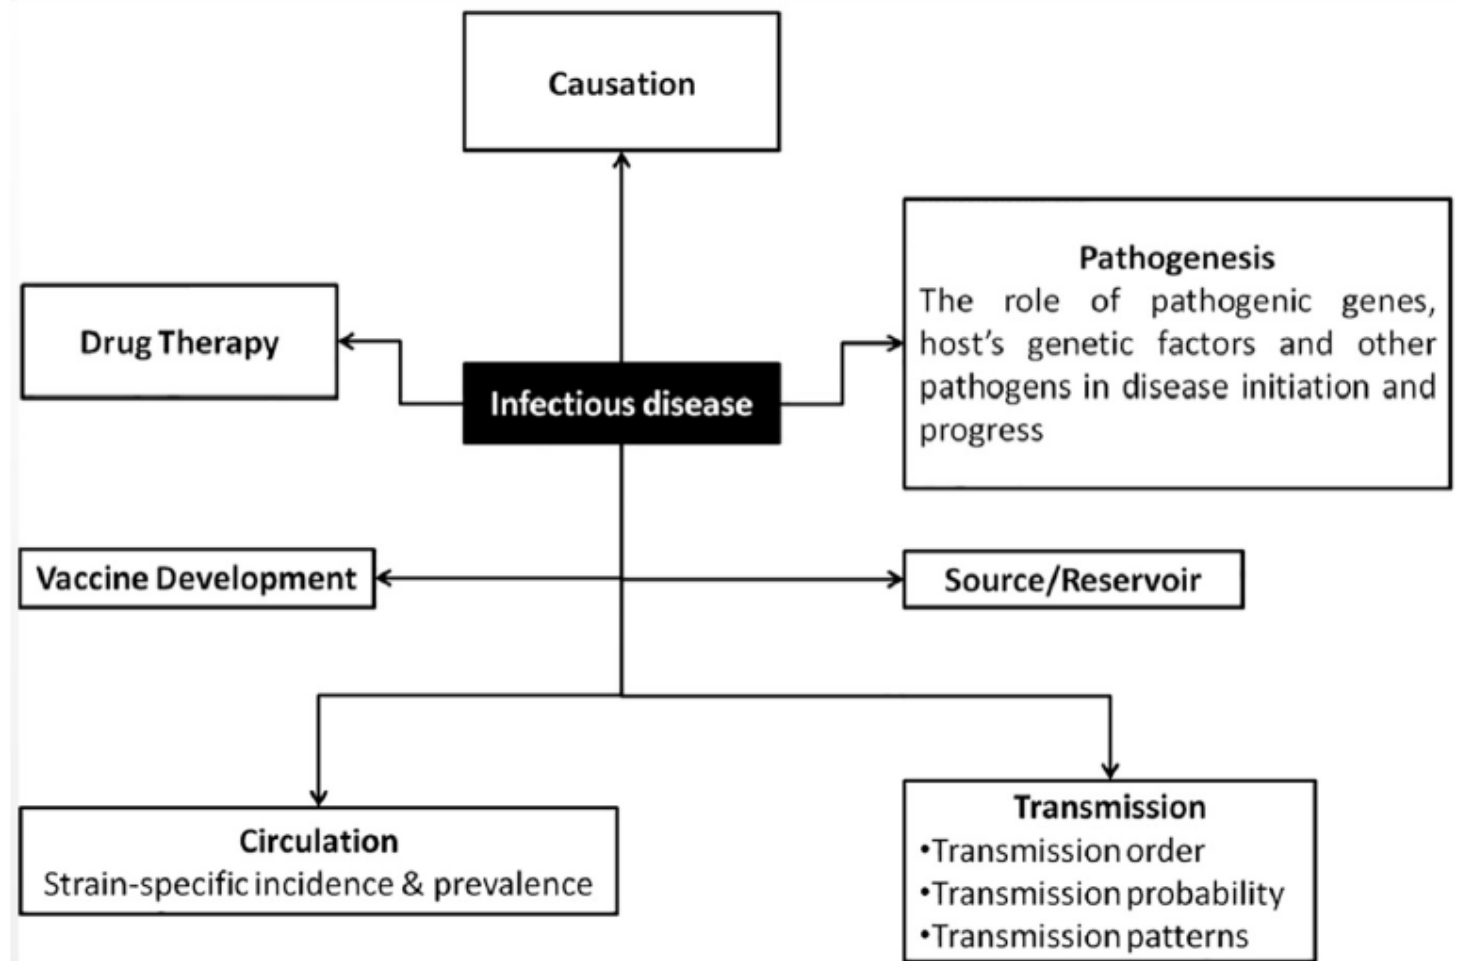 Causation
Pathogenesis
The role of pathogenic genes,
host's genetic factors and other
pathogens in disease initiation and
progress
Drug Therapy
Infectious disease
Vaccine Development
Source/Reservoir
Circulation
Strain-specific incidence & prevalence
Transmission
•Transmission order
•Transmission probability
•Transmission patterns